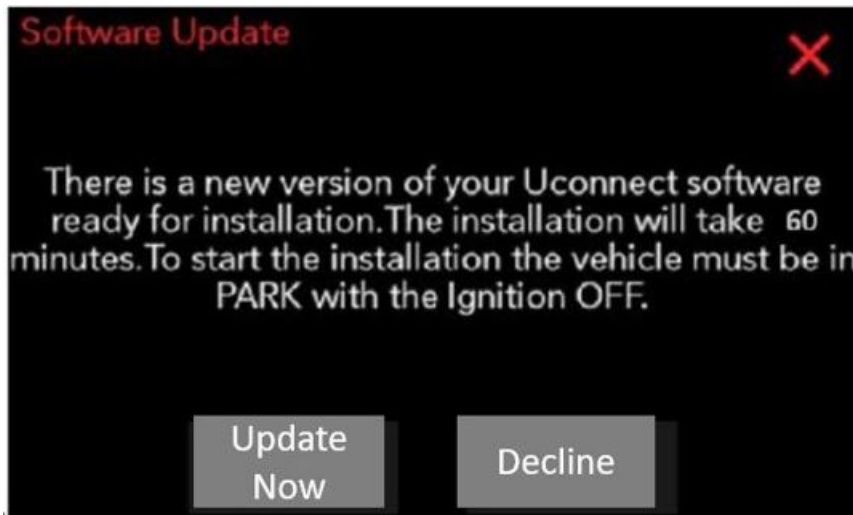 Software Update
There is a new version of your Uconnect software
ready for installation.The installation will take 60
minutes.To start the installation the vehicle must be in
PARK with the Ignition OFF.
Update
Now
Decline